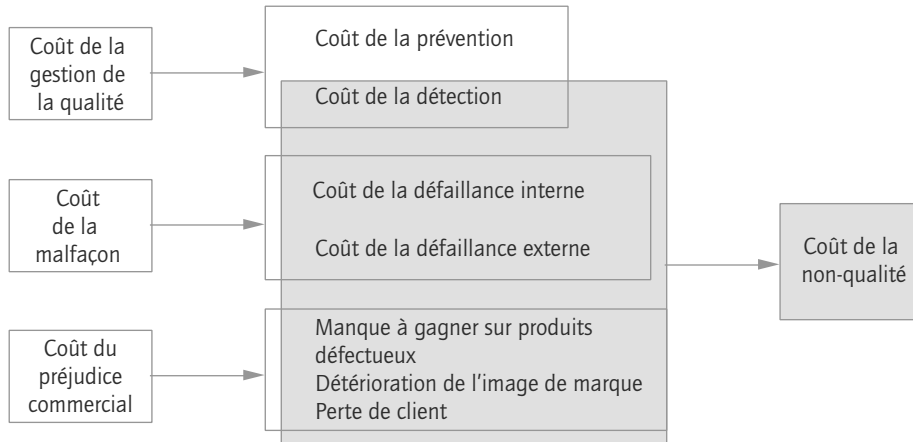 Coût de la
gestion de
la qualité
Coût de la prévention
Coût de la détection
Coût
de la
malfaçon
Coût de la défaillance interne
Coût de la défaillance externe
Coût de la
non-qualité
Coût du
préjudice
commercial
Manque à gagner sur produits
défectueux
Détérioration de l'image de marque
Perte de client